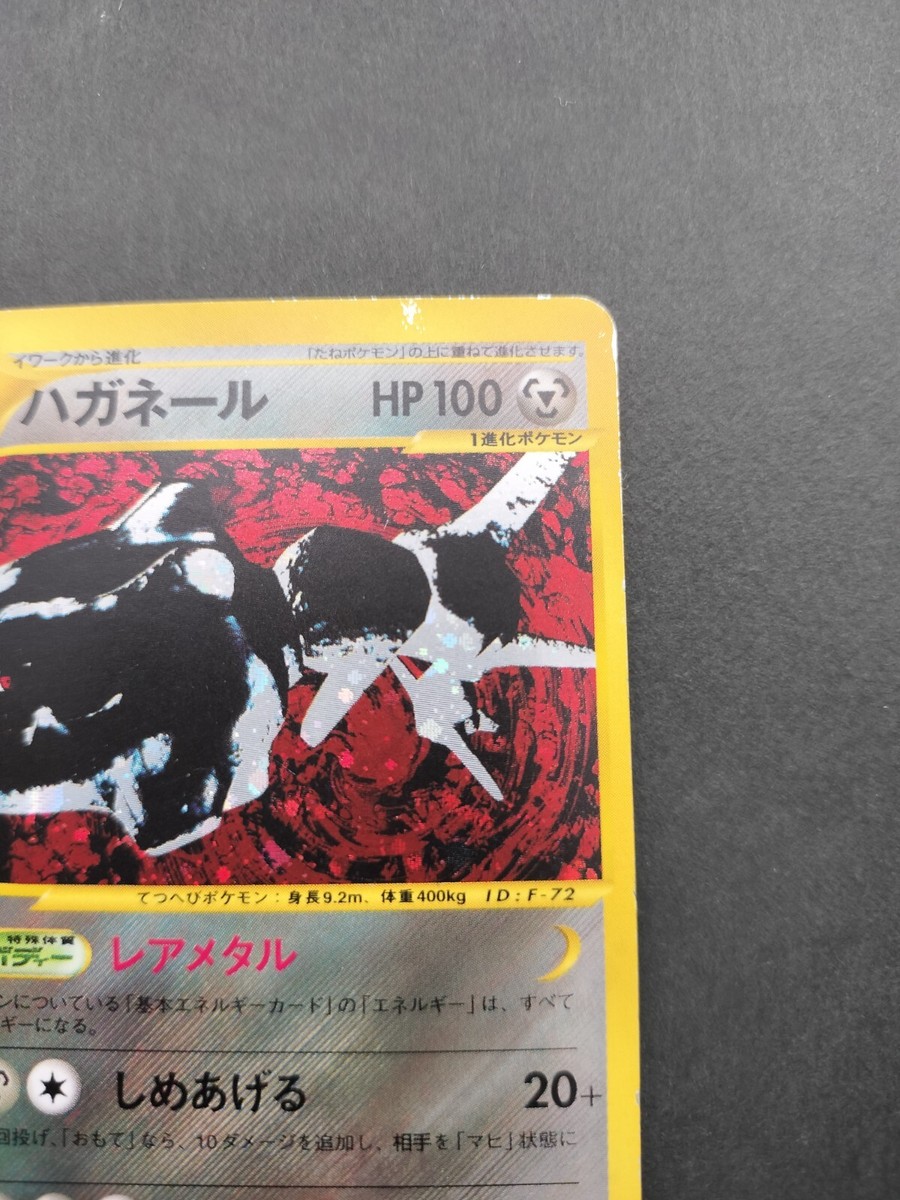 イワークから進化 「たねポケモン」の上に重ねて進化させます。
ハガネール HP 100
1進化ポケモン
てつへびポケモン：身長9.2m、体重400kg ID：F-72
特殊体質
ボディー レアメタル
ンについている「基本エネルギーカード」の「エネルギー」は、すべて
ギーになる。
しめあげる 20+
回投げ、「おもて」なら、10ダメージを追加し、相手を「マヒ」状態に